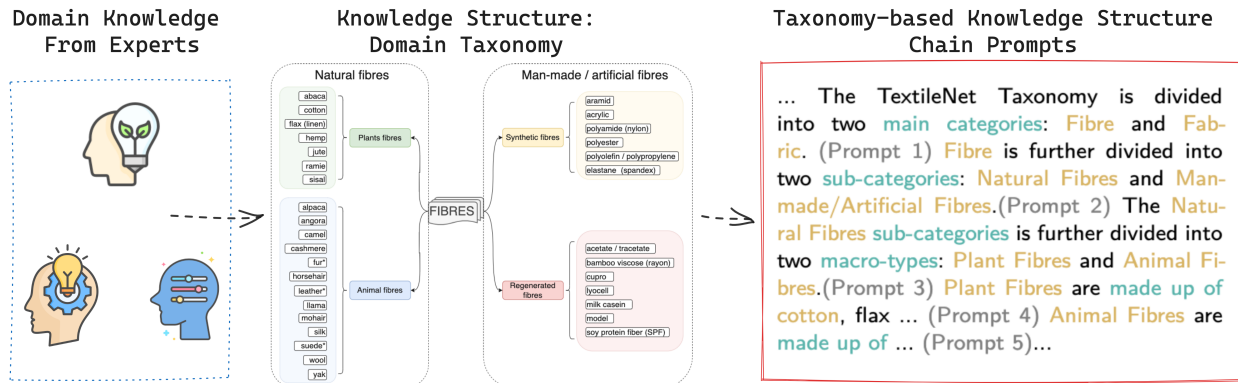 Domain Knowledge
From Experts
Knowledge Structure:
Domain Taxonomy
Natural fibres
abaca
cotton
flax (linen)
hemp
jute
ramie
sisal
Plants fibres
alpaca
angora
camel
cashmere
fur*
horsehair
leather*
llama
mohair
silk
suede*
wool
yak
Animal fibres
FIBRES
Man-made / artificial fibres
Synthetic fibres
aramid
acrylic
polyamide (nylon)
polyester
polyolefin / polypropylene
elastane (spandex)
Regenerated
fibres
acetate / tracetate
bamboo viscose (rayon)
cupro
lyocell
milk casein
model
soy protein fiber (SPF)
Taxonomy-based Knowledge Structure
Chain Prompts
... The TextileNet Taxonomy is divided
into two main categories: Fibre and Fab-
ric. (Prompt 1) Fibre is further divided into
two sub-categories: Natural Fibres and Man-
made/Artificial Fibres.(Prompt 2) The Natu-
ral Fibres sub-categories is further divided into
two macro-types: Plant Fibres and Animal Fi-
bres.(Prompt 3) Plant Fibres are made up of
cotton, flax ... (Prompt 4) Animal Fibres are
made up of ... (Prompt 5)...